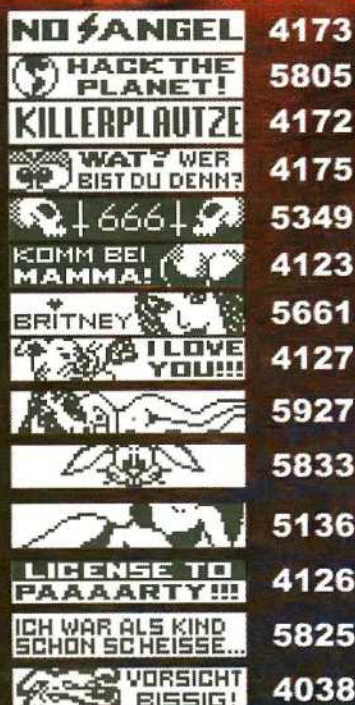 NO ANGEL 4173
HACK THE
PLANET! 5805
KILLERPLAUTZE 4172
WAT? WER
BIST DU DENN? 4175
666 5349
KOMM BEI
MAMMA! 4123
BRITNEY 5661
I LOVE
YOU!!! 4127
5927
5833
5136
LICENSE TO
PAAAARTY!!! 4126
ICH WAR ALS KIND
SCHON SCHEISSE... 5825
VORSICHT
BISSIG! 4038